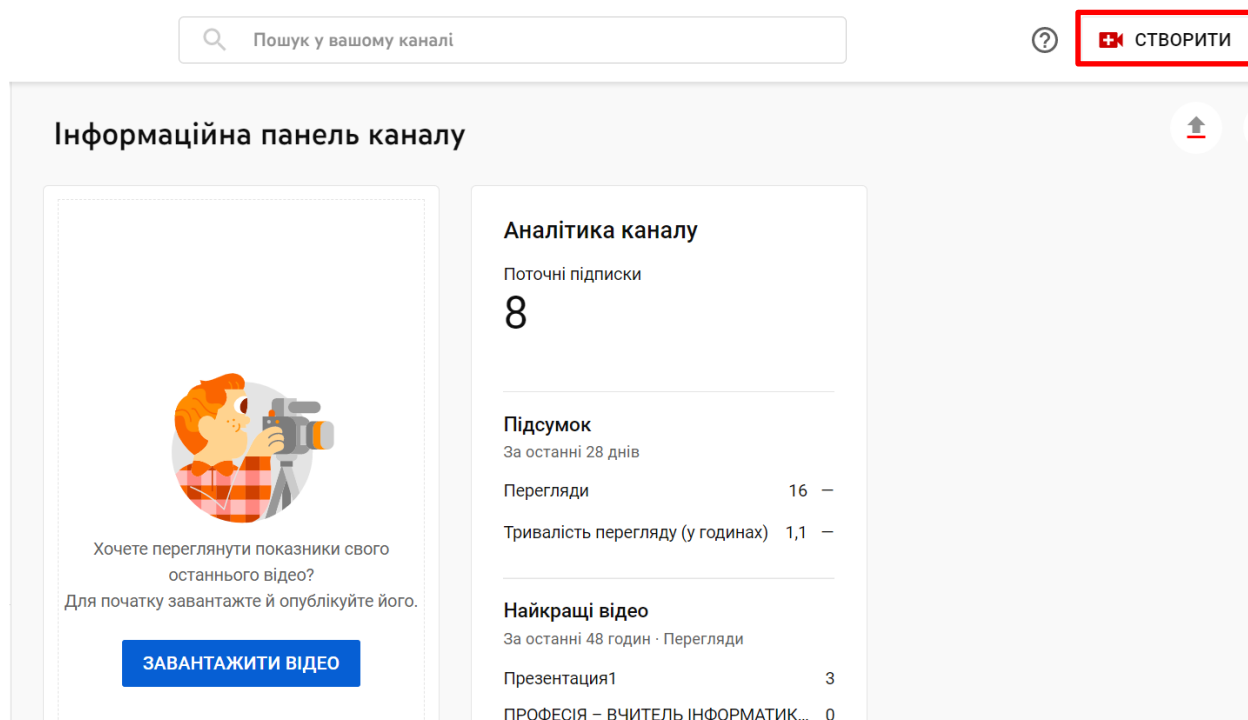 Пошук у вашому каналі
СТВОРИТИ
Інформаційна панель каналу
Хочете переглянути показники свого
останнього відео?
Для початку завантажте й опублікуйте його.
ЗАВАНТАЖИТИ ВІДЕО
Аналітика каналу
Поточні підписки
8
Підсумок
За останні 28 днів
Перегляди 16 —
Тривалість перегляду (у годинах) 1,1 —
Найкращі відео
За останні 48 годин · Перегляди
Презентация1 3
ПРОФЕСІЯ – ВЧИТЕЛЬ ІНФОРМАТИК... 0